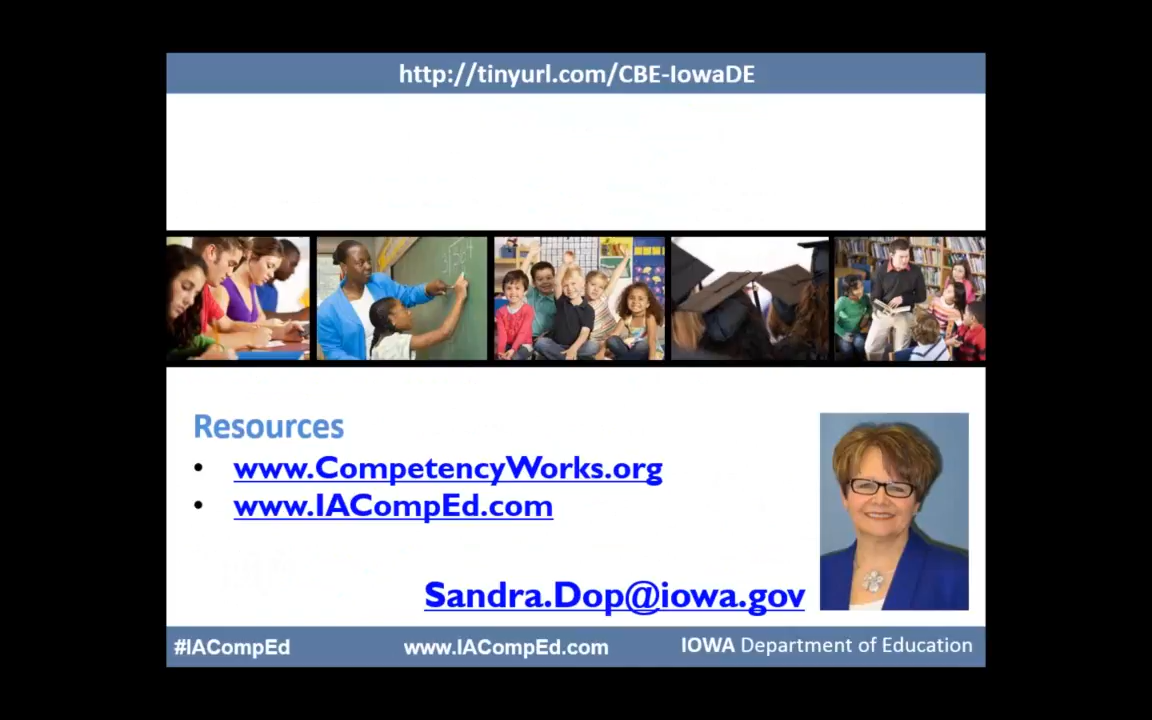 http://tinyurl.com/CBE-IowaDE
Resources
• www.CompetencyWorks.org
• www.IACompEd.com
Sandra.Dop@iowa.gov
#IACompEd www.IACompEd.com IOWA Department of Education